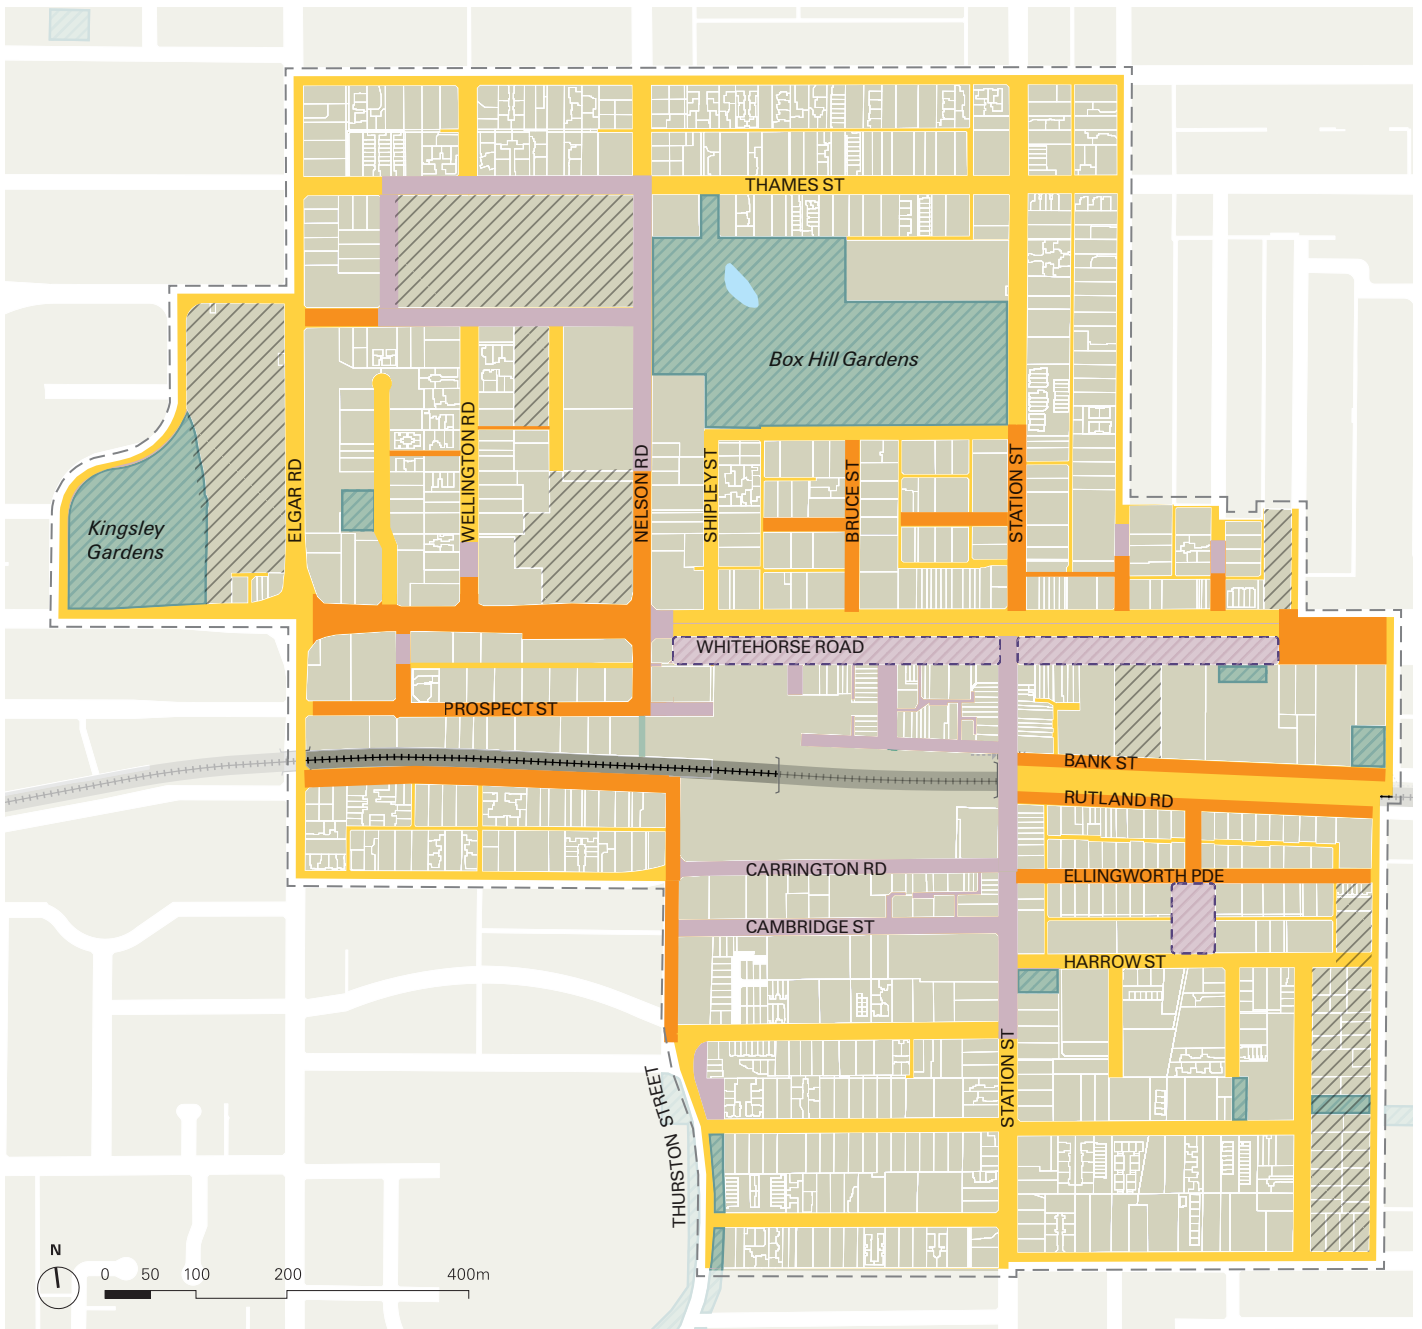 THAMES ST
Box Hill Gardens
ELGAR RD
WELLINGTON RD
NELSON RD
SHIPLEY ST
BRUCE ST
STATION ST
Kingsley
Gardens
WHITEHORSE ROAD
PROSPECT ST
BANK ST
RUTLAND RD
CARRINGTON RD
ELLINGWORTH PDE
CAMBRIDGE ST
HARROW ST
STATION ST
THURSTON STREET
N
0 50 100 200 400m